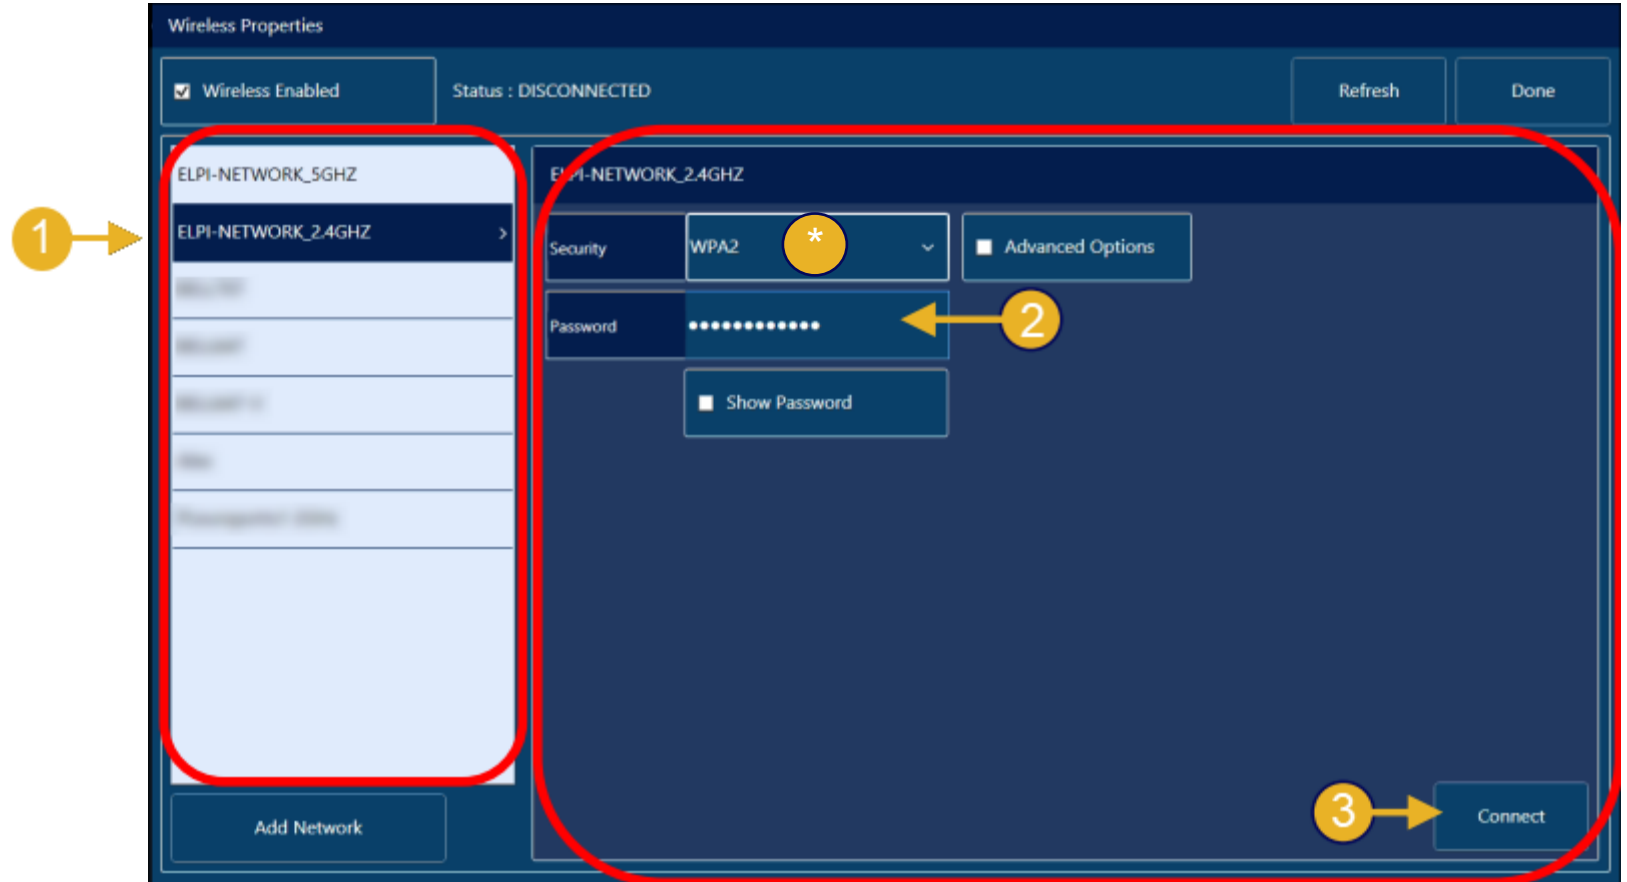 Wireless Properties
Wireless Enabled
Status : DISCONNECTED
Refresh
Done
ELPI-NETWORK_5GHZ
ELPI-NETWORK_2.4GHZ
1
ELPI-NETWORK_2.4GHZ
Security
WPA2
*
Advanced Options
Password
••••••••••••
2
Show Password
3
Connect
Add Network